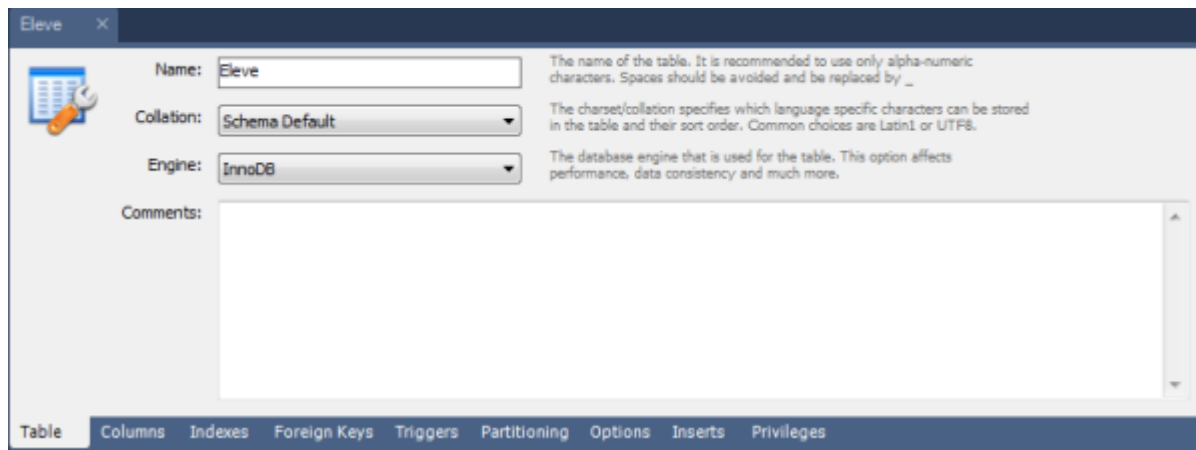 Eleve
Name: Eleve
The name of the table. It is recommended to use only alpha-numeric
characters. Spaces should be avoided and be replaced by _
Collation: Schema Default
The charset/collation specifies which language specific characters can be stored
in the table and their sort order. Common choices are Latin1 or UTF8.
Engine: InnoDB
The database engine that is used for the table. This option affects
performance, data consistency and much more.
Comments:
Table Columns Indexes Foreign Keys Triggers Partitioning Options Inserts Privileges